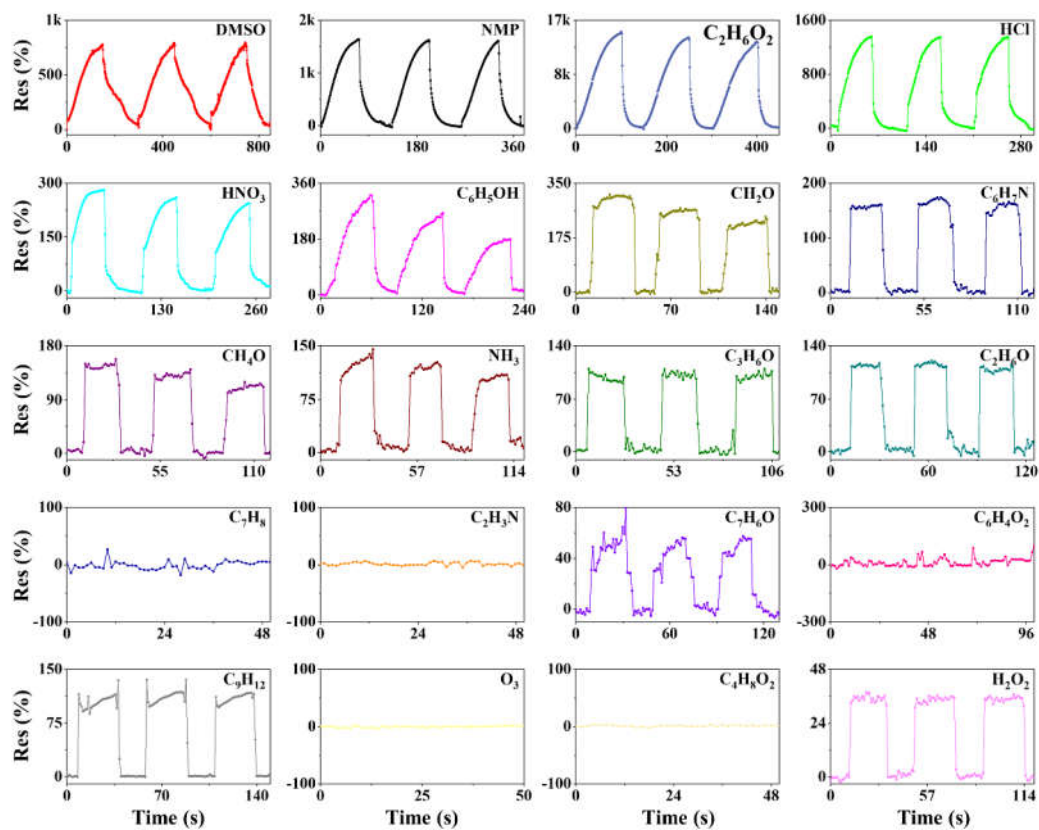 DMSO
Res (%)
1k
500
0
0 400 800
NMP
2k
1k
0
0 180 360
C₂H₆O₂
17k
8k
0
0 200 400
HCl
1600
800
0
0 140 280
HNO₃
Res (%)
300
150
0
0 130 260
C₆H₅OH
360
180
0
0 120 240
CH₂O
350
175
0
0 70 140
C₆H₇N
200
100
0
0 55 110
CH₄O
Res (%)
180
90
0
0 55 110
NH₃
150
75
0
0 57 114
C₃H₆O
140
70
0
0 53 106
C₂H₆O
140
70
0
0 60 120
C₇H₈
Res (%)
100
0
-100
0 24 48
C₂H₃N
100
0
-100
0 24 48
C₇H₆O
80
40
0
0 60 120
C₆H₄O₂
300
0
-300
0 48 96
C₉H₁₂
Res (%)
150
75
0
0 70 140
Time (s)
O₃
100
0
-100
0 25 50
Time (s)
C₄H₈O₂
100
0
-100
0 24 48
Time (s)
H₂O₂
48
24
0
0 57 114
Time (s)